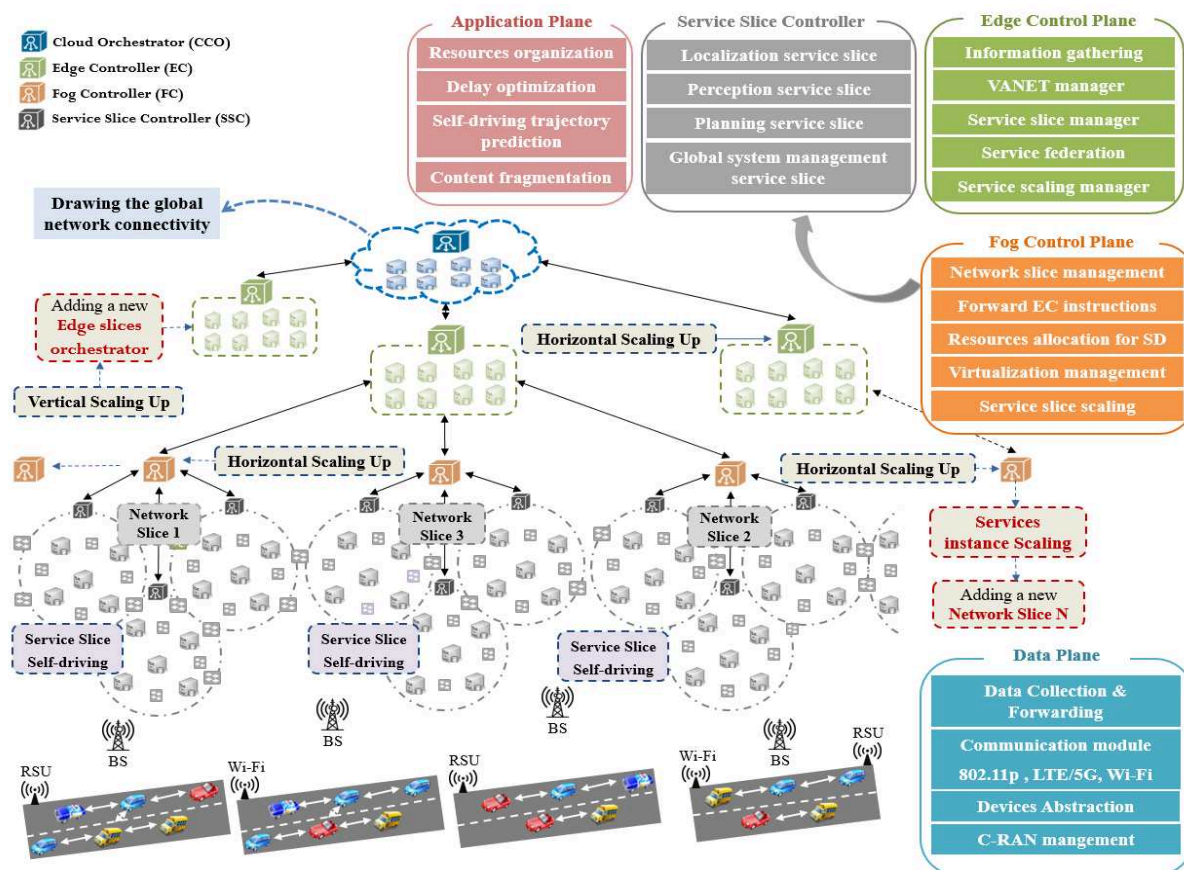 Cloud Orchestrator (CCO)
Edge Controller (EC)
Fog Controller (FC)
Service Slice Controller (SSC)
Application Plane
Resources organization
Delay optimization
Self-driving trajectory
prediction
Content fragmentation
Service Slice Controller
Localization service slice
Perception service slice
Planning service slice
Global system management
service slice
Edge Control Plane
Information gathering
VANET manager
Service slice manager
Service federation
Service scaling manager
Drawing the global
network connectivity
Fog Control Plane
Network slice management
Forward EC instructions
Resources allocation for SD
Virtualization management
Service slice scaling
Adding a new
Edge slices
orchestrator
Vertical Scaling Up
Horizontal Scaling Up
Horizontal Scaling Up
Horizontal Scaling Up
Network
Slice 1
Network
Slice 3
Network
Slice 2
Services
instance Scaling
Adding a new
Network Slice N
Service Slice
Self-driving
Service Slice
Self-driving
Service Slice
Self-driving
Data Plane
Data Collection &
Forwarding
Communication module
802.11p , LTE/5G, Wi-Fi
Devices Abstraction
C-RAN mangement
BS
BS
BS
BS
RSU
Wi-Fi
RSU
Wi-Fi
RSU